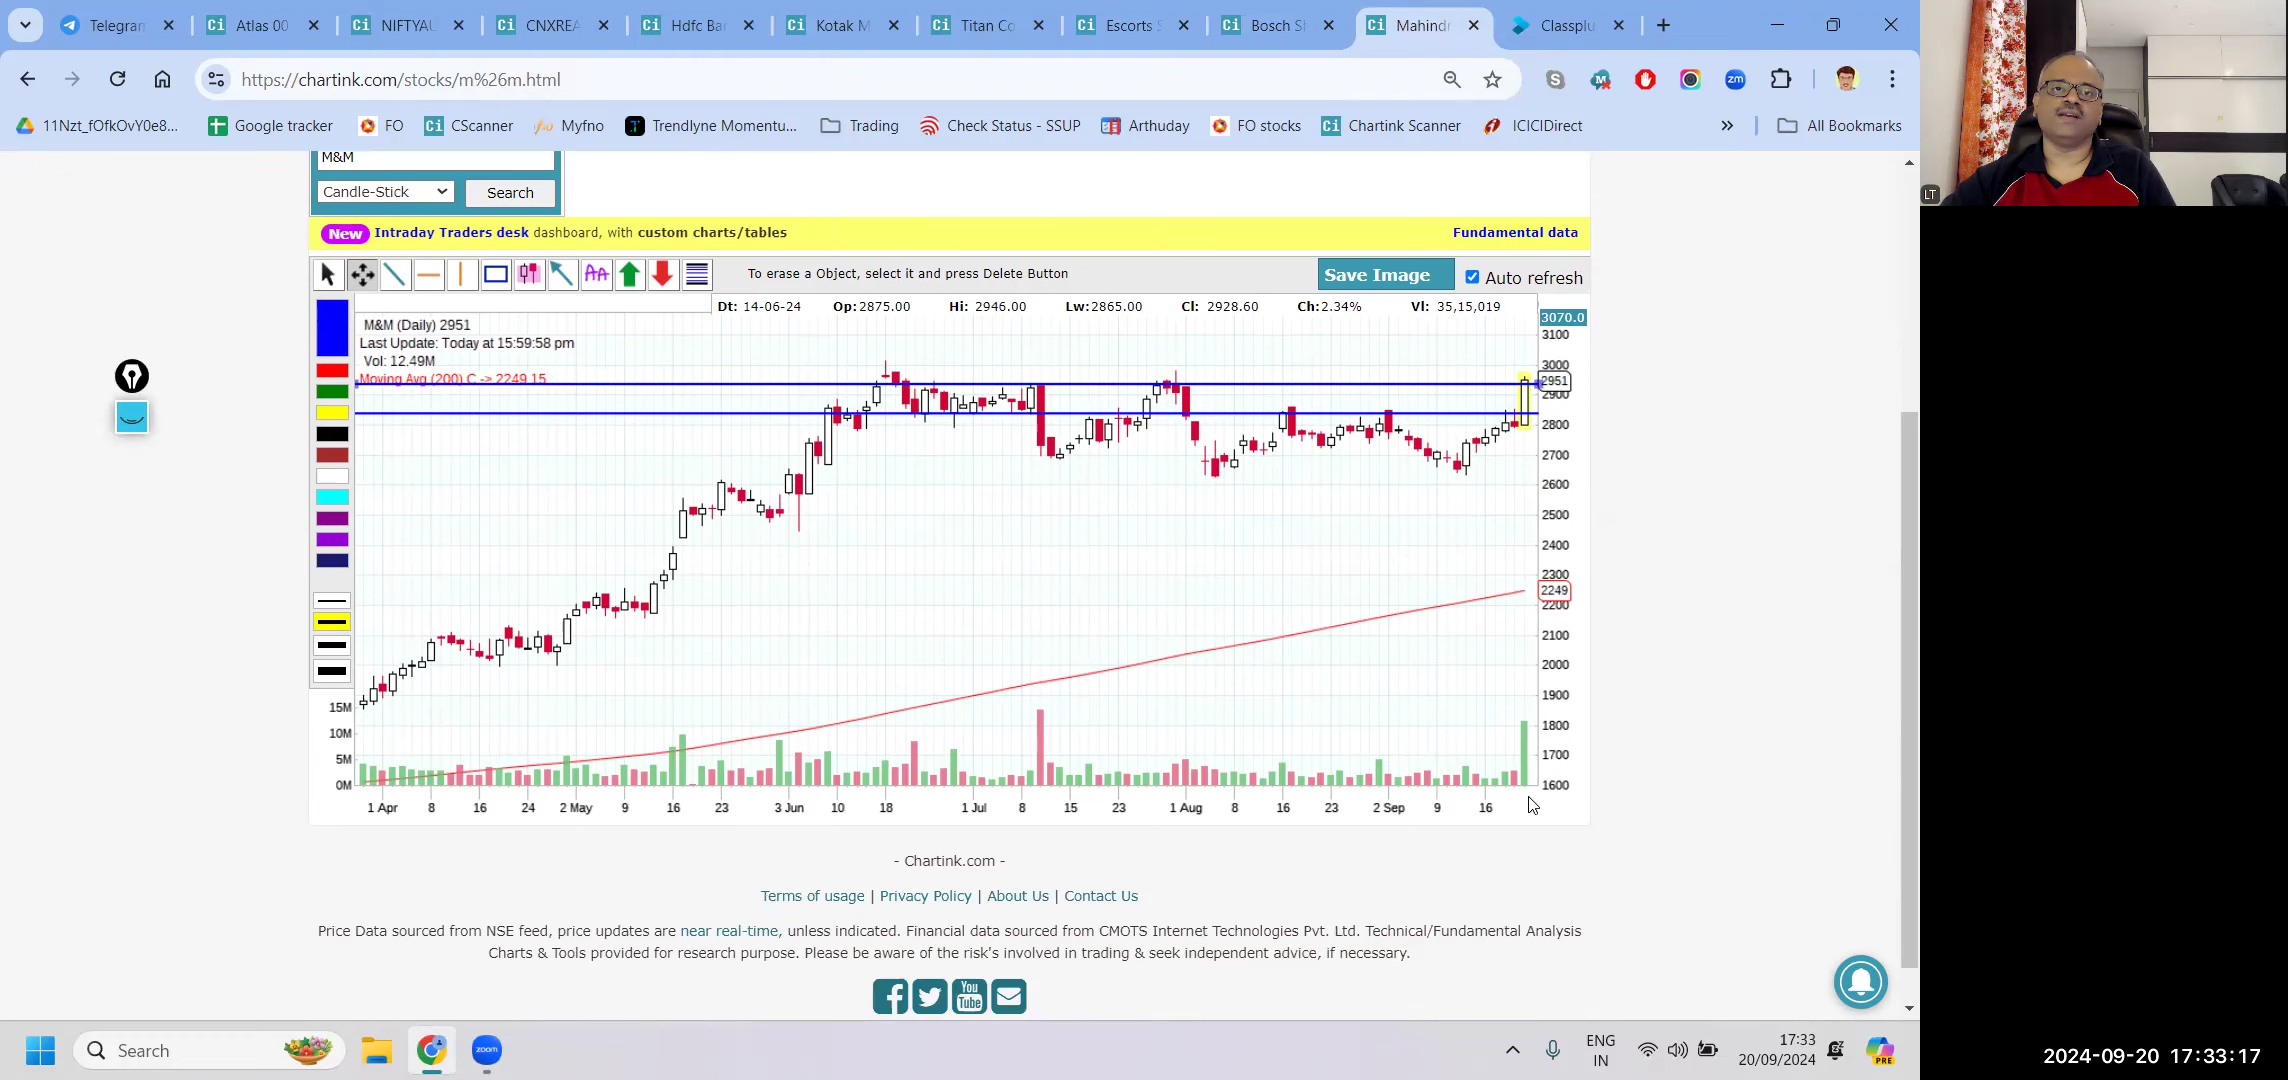 Telegran
Atlas 00
NIFTYAU
CNXREA
Hdfc Bar
Kotak M
Titan Co
Escorts S
Bosch Sh
Mahindr
Classplu
https://chartink.com/stocks/m%26m.html
11Nzt_fOfkOvY0e8...
Google tracker
FO
CScanner
Myfno
Trendlyne Momentu...
Trading
Check Status - SSUP
Arthuday
FO stocks
Chartink Scanner
ICICIDirect
All Bookmarks
M&M
Candle-Stick
Search
New Intraday Traders desk dashboard, with custom charts/tables
Fundamental data
To erase a Object, select it and press Delete Button
Save Image
Auto refresh
Dt: 14-06-24 Op:2875.00 Hi: 2946.00 Lw:2865.00 Cl: 2928.60 Ch:2.34% Vl: 35,15,019
M&M (Daily) 2951
Last Update: Today at 15:59:58 pm
Vol: 12.49M
Moving Avg (200) C -> 2249.15
3070.0
3100
3000
2951
2900
2800
2700
2600
2500
2400
2300
2249
2200
2100
2000
1900
1800
1700
1600
15M
10M
5M
0M
1 Apr 8 16 24 2 May 9 16 23 3 Jun 10 18 1 Jul 8 15 23 1 Aug 8 16 23 2 Sep 9 16
- Chartink.com -
Terms of usage | Privacy Policy | About Us | Contact Us
Price Data sourced from NSE feed, price updates are near real-time, unless indicated. Financial data sourced from CMOTS Internet Technologies Pvt. Ltd. Technical/Fundamental Analysis
Charts & Tools provided for research purpose. Please be aware of the risk's involved in trading & seek independent advice, if necessary.
You
Tube
Search
zoom
ENG
IN
17:33
20/09/2024
PRE
LT
2024-09-20 17:33:17